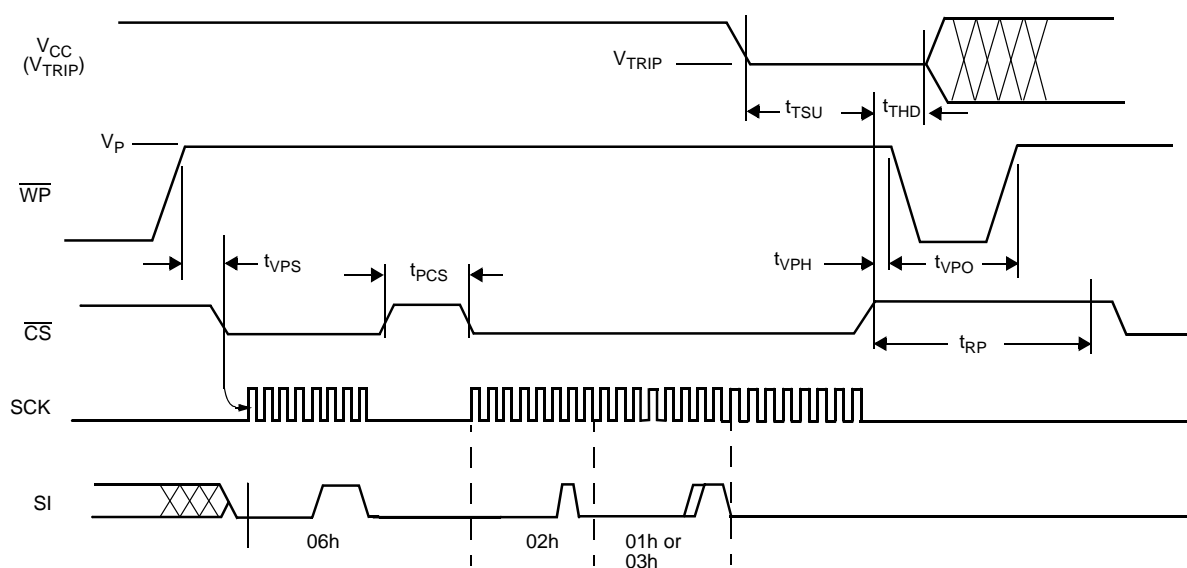 VCC
(VTRIP)
VTRIP
tTSU
tTHD
VP
WP
tVPS
tPCS
tVPH
tVPO
CS
tRP
SCK
SI
06h
02h
01h or
03h